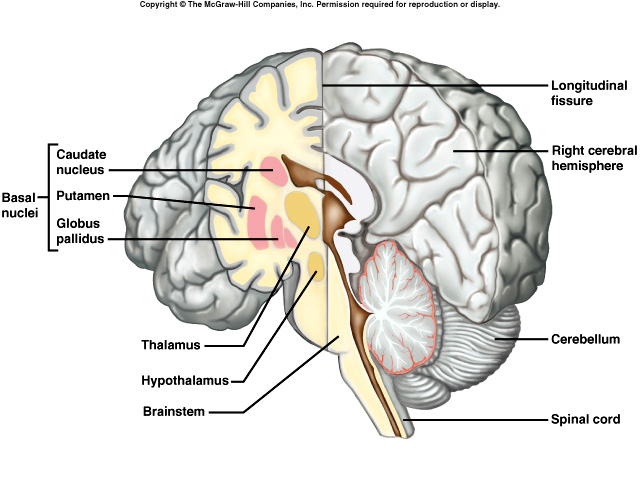 Copyright © The McGraw-Hill Companies, Inc. Permission required for reproduction or display.
Longitudinal
fissure
Right cerebral
hemisphere
Caudate
nucleus
Basal
nuclei
Putamen
Globus
pallidus
Thalamus
Hypothalamus
Brainstem
Cerebellum
Spinal cord